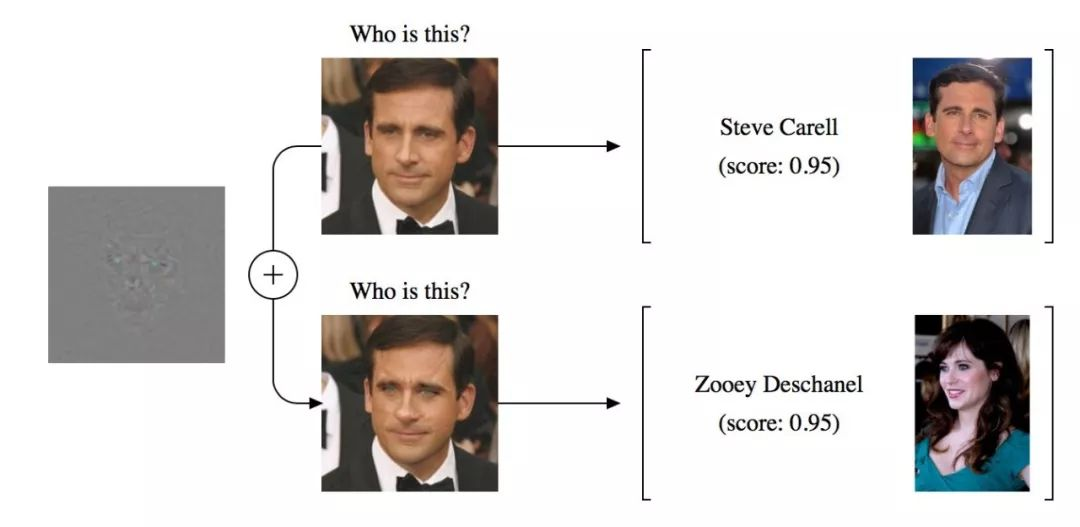 Who is this?
Steve Carell
(score: 0.95)
Who is this?
Zooey Deschanel
(score: 0.95)